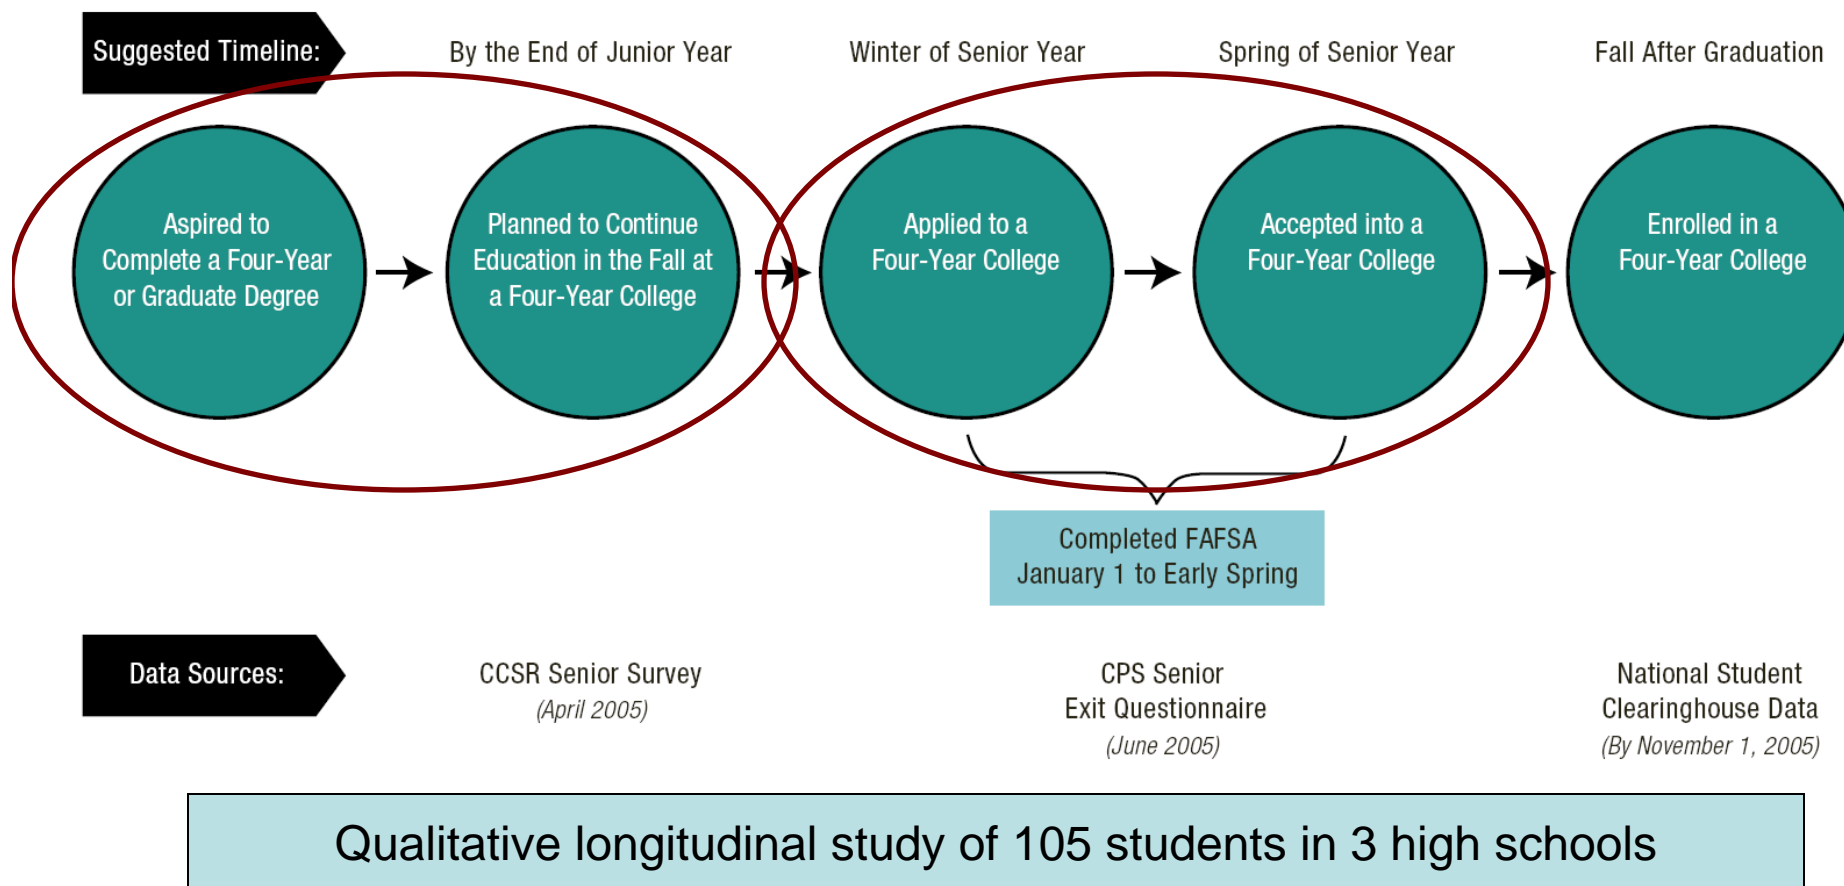 Suggested Timeline:
By the End of Junior Year
Winter of Senior Year
Spring of Senior Year
Fall After Graduation
Aspired to
Complete a Four-Year
or Graduate Degree
Planned to Continue
Education in the Fall at
a Four-Year College
Applied to a
Four-Year College
Accepted into a
Four-Year College
Enrolled in a
Four-Year College
Completed FAFSA
January 1 to Early Spring
Data Sources:
CCSR Senior Survey
(April 2005)
CPS Senior
Exit Questionnaire
(June 2005)
National Student
Clearinghouse Data
(By November 1, 2005)
Qualitative longitudinal study of 105 students in 3 high schools